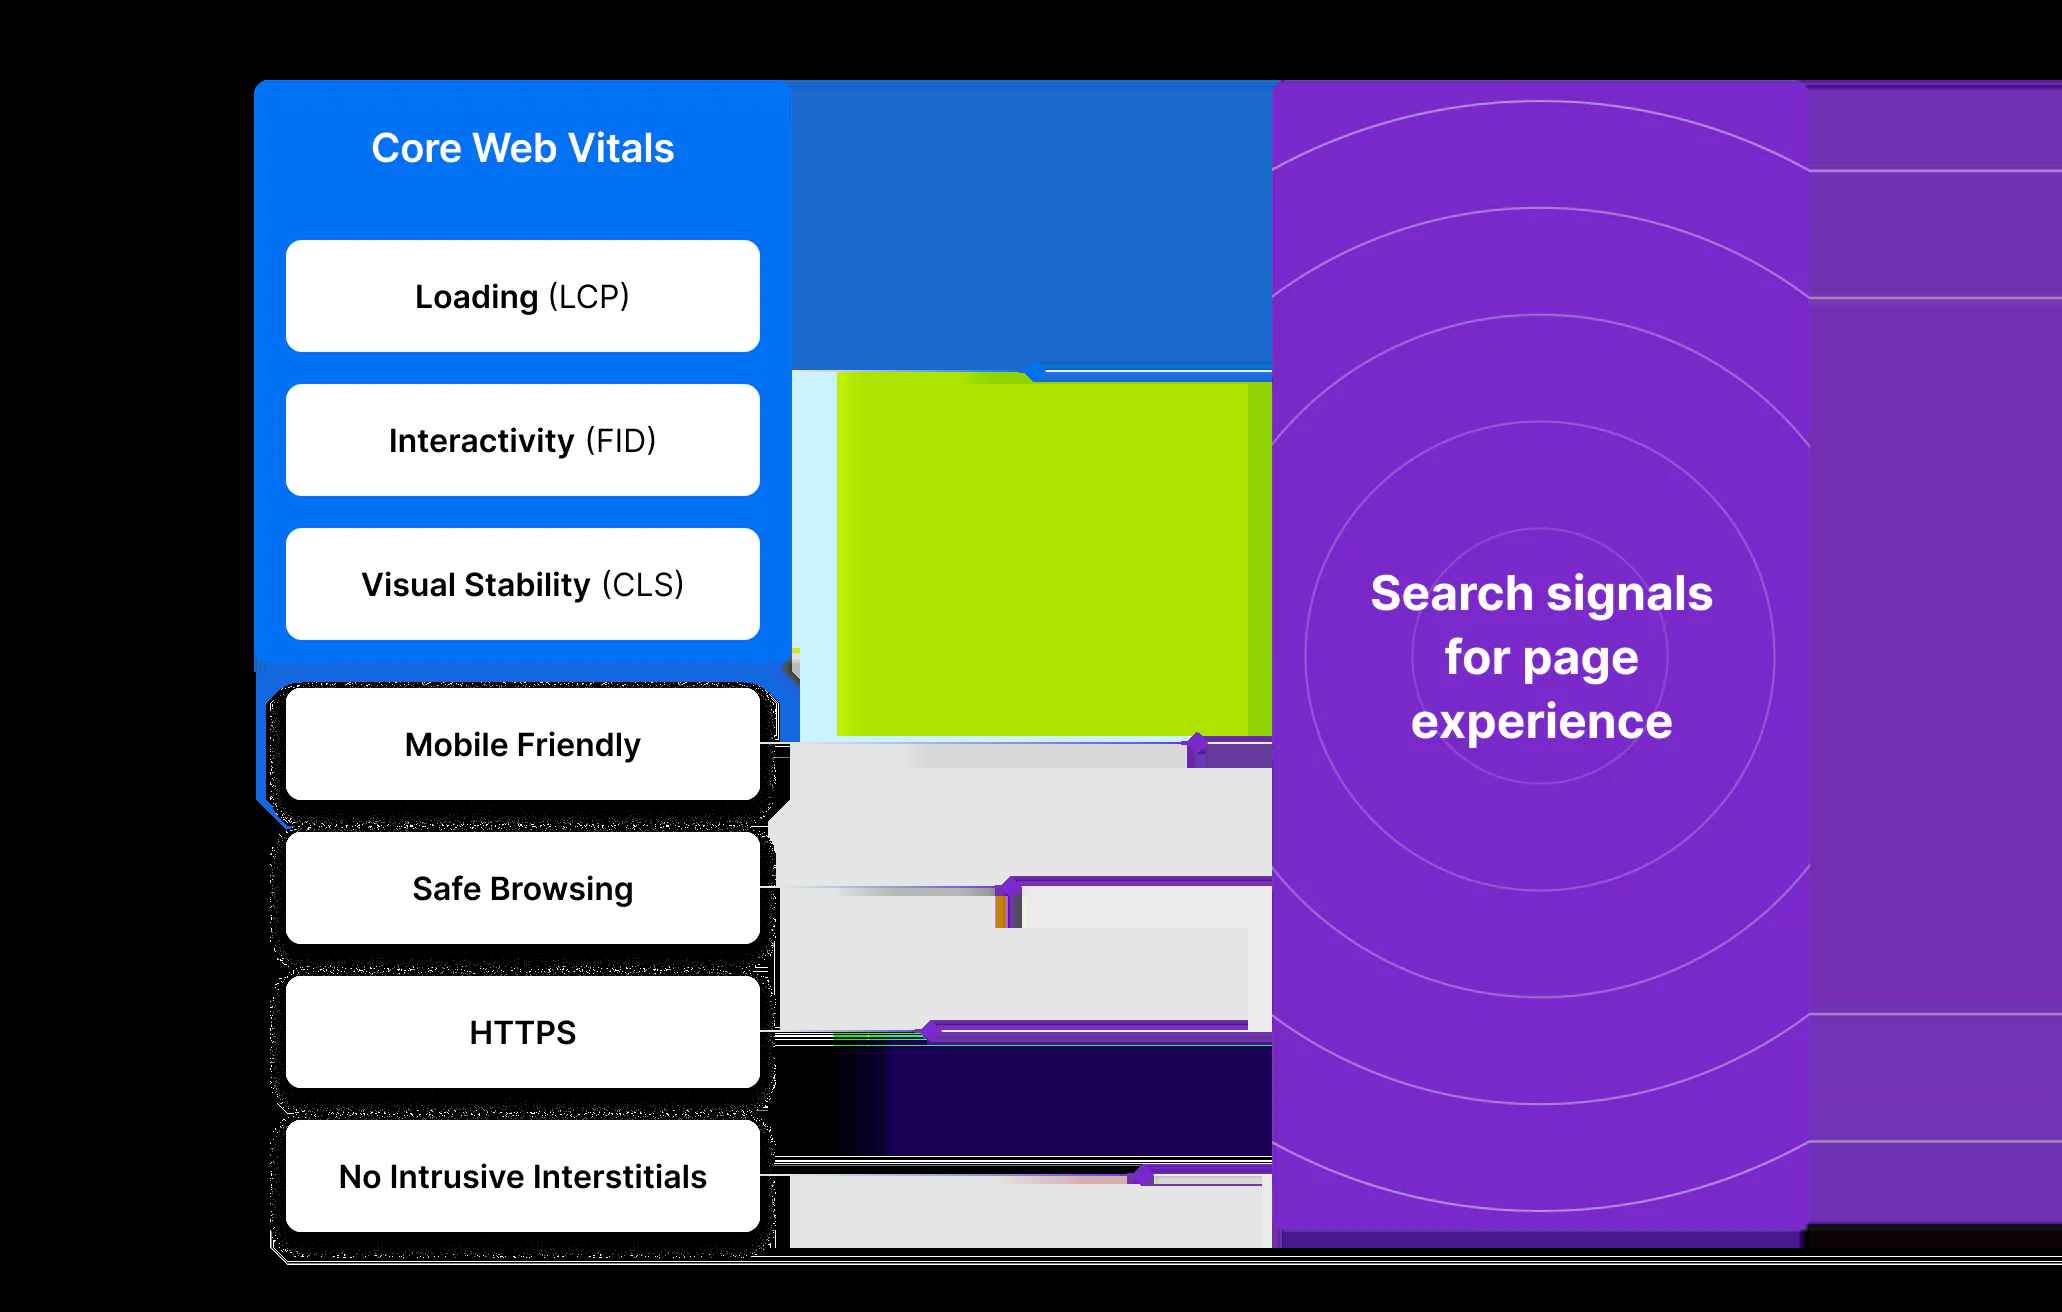 Core Web Vitals
Loading (LCP)
Interactivity (FID)
Visual Stability (CLS)
Mobile Friendly
Safe Browsing
HTTPS
No Intrusive Interstitials
Search signals
for page
experience